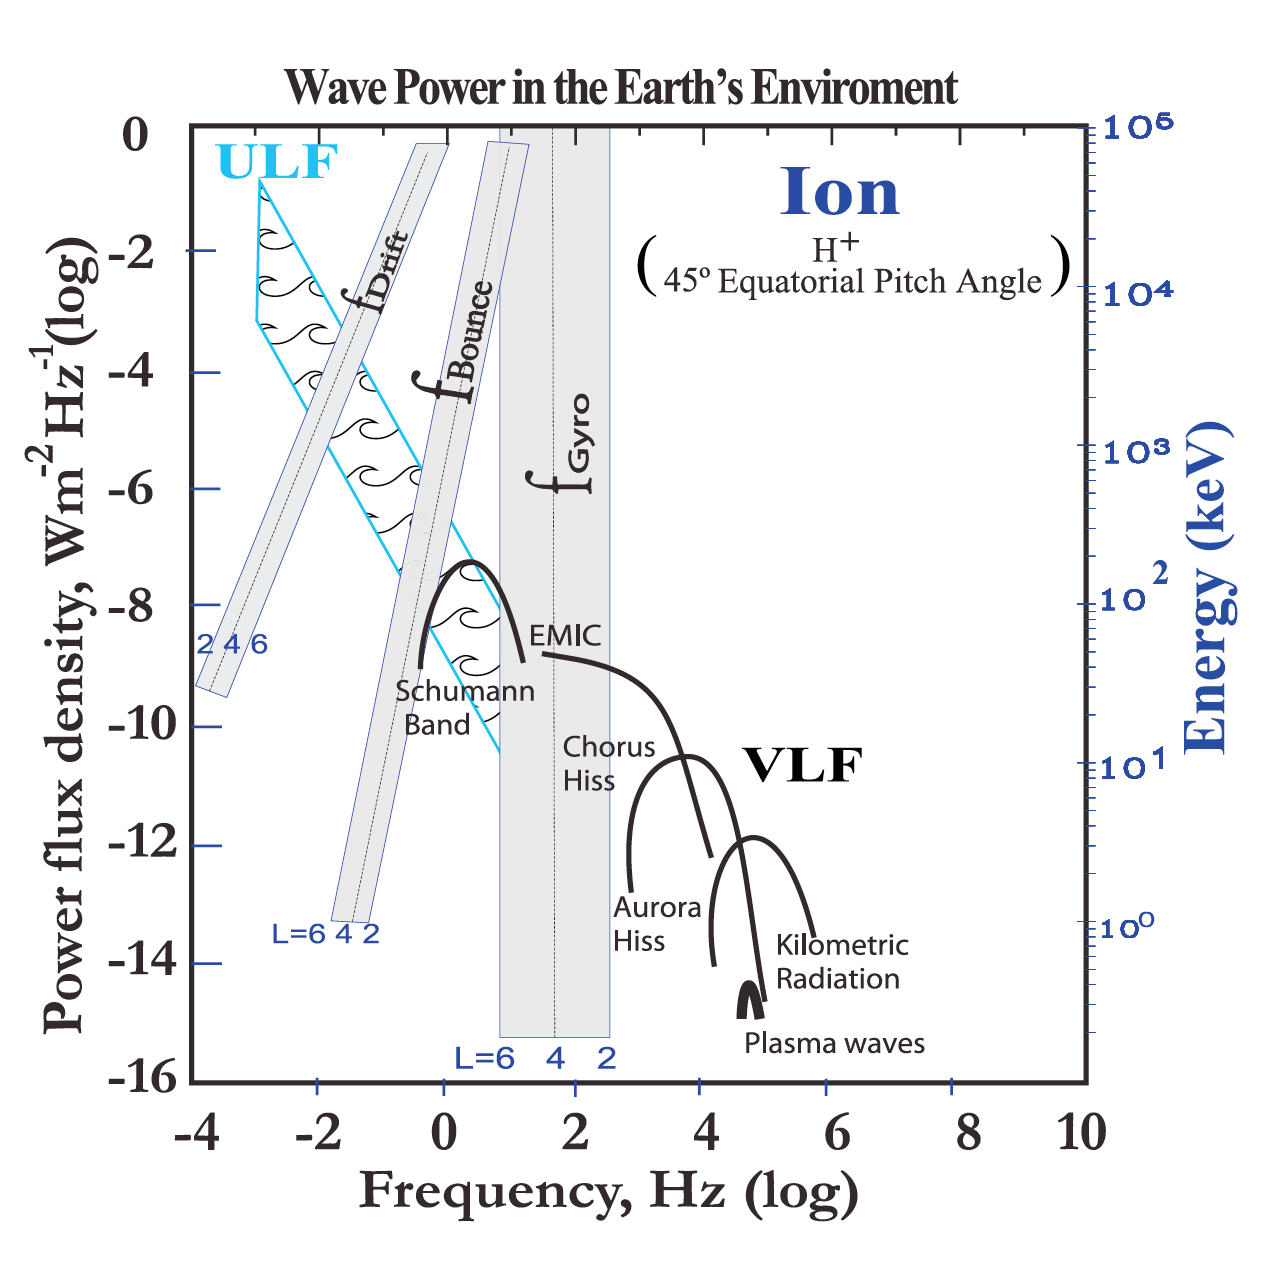 Wave Power in the Earth's Enviroment
ULF
Ion
( H+
45º Equatorial Pitch Angle )
fDrift
fBounce
fGyro
2 4 6
EMIC
Schumann
Band
Chorus
Hiss
VLF
Aurora
Hiss
L=6 4 2
Kilometric
Radiation
Plasma waves
L=6 4 2
Power flux density, Wm-2 Hz-1(log)
0
-2
-4
-6
-8
-10
-12
-14
-16
Energy (keV)
10⁵
10⁴
10³
10²
10¹
10⁰
-4 -2 0 2 4 6 8 10
Frequency, Hz (log)